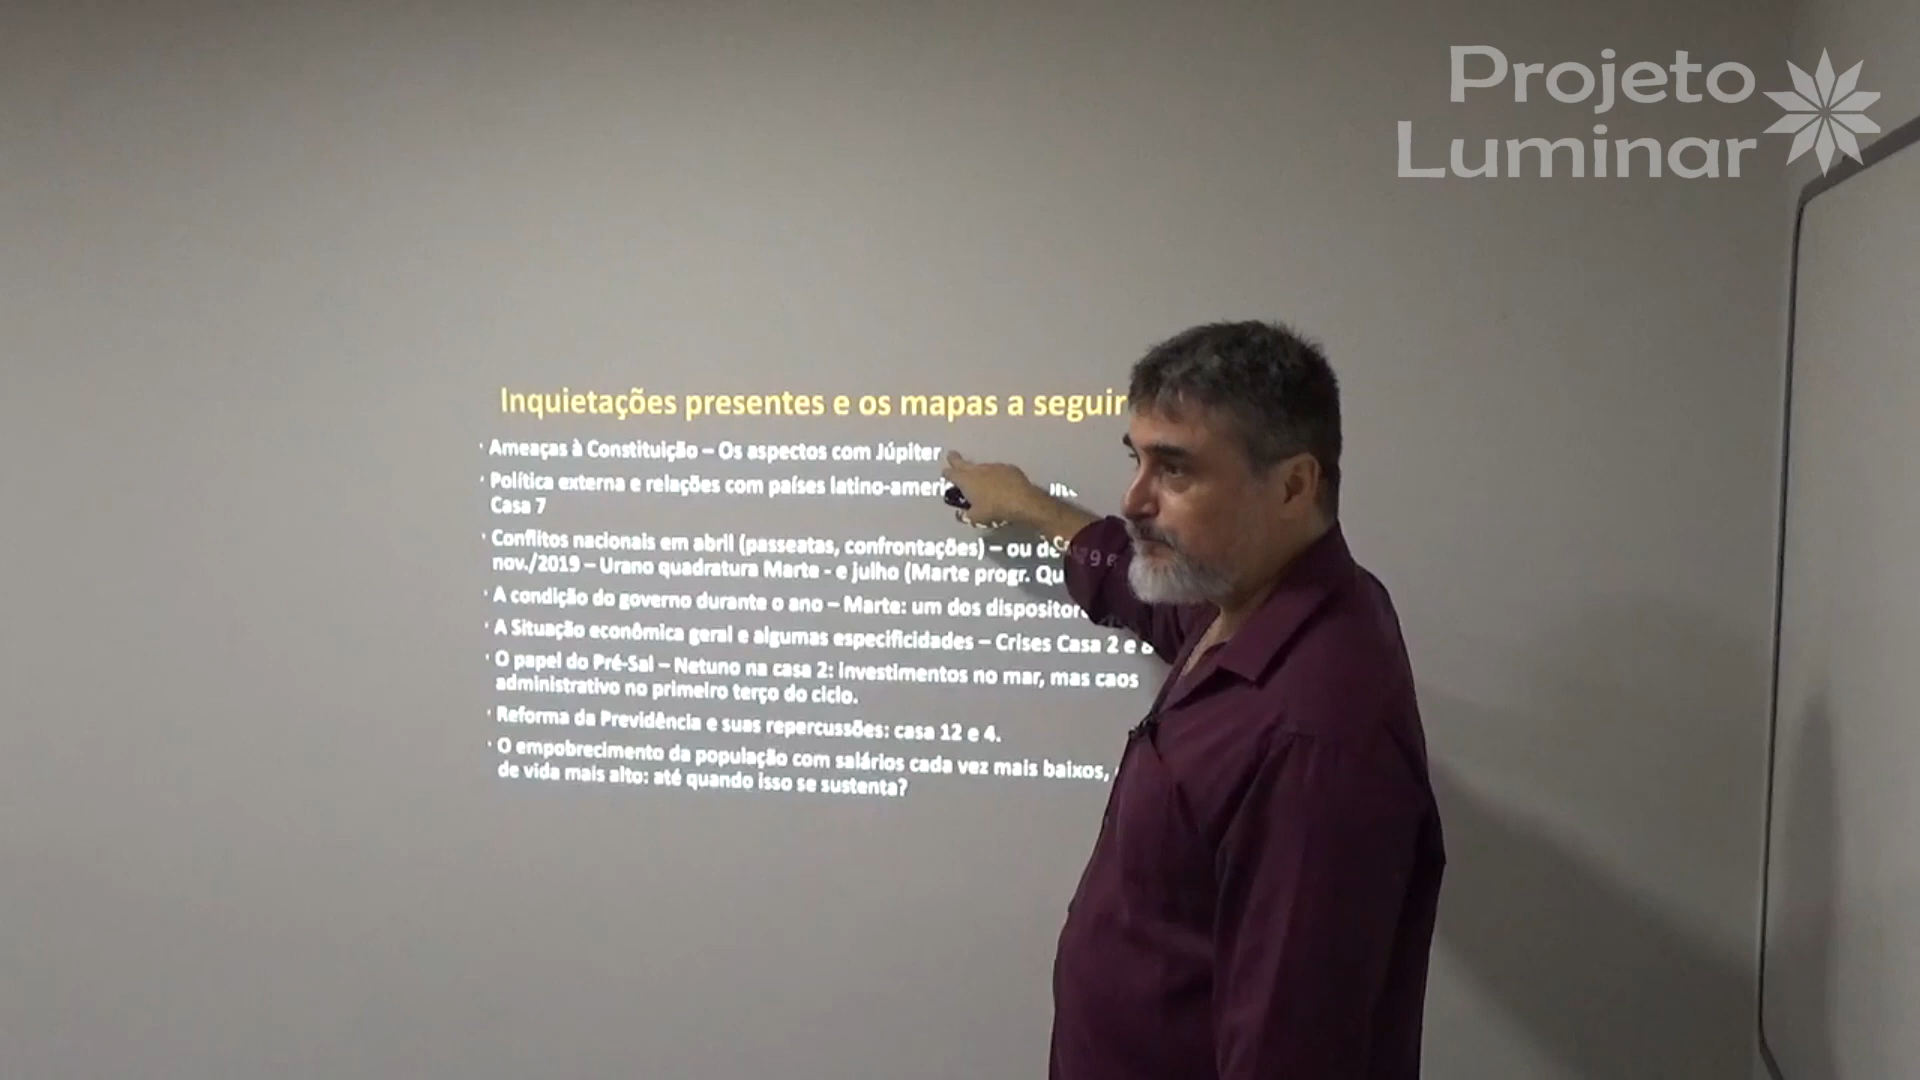 Projeto
Luminar
Inquietações presentes e os mapas a seguir
· Ameaças à Constituição – Os aspectos com Júpiter
· Política externa e relações com países latino-ameri
Casa 7
· Conflitos nacionais em abril (passeatas, confrontações) – ou de
nov./2019 – Urano quadratura Marte - e julho (Marte progr. Qu
· A condição do governo durante o ano – Marte: um dos dispositor
· A Situação econômica geral e algumas especificidades – Crises Casa 2 e 8
· O papel do Pré-Sal – Netuno na casa 2: investimentos no mar, mas caos
administrativo no primeiro terço do ciclo.
· Reforma da Previdência e suas repercussões: casa 12 e 4.
· O empobrecimento da população com salários cada vez mais baixos,
de vida mais alto: até quando isso se sustenta?